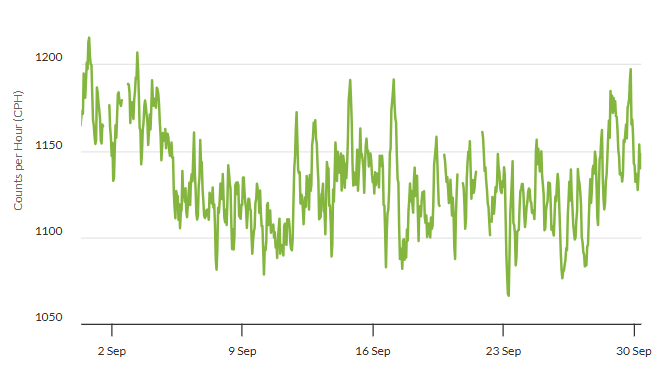 Counts per Hour (CPH)
1200
1150
1100
1050
2 Sep
9 Sep
16 Sep
23 Sep
30 Sep